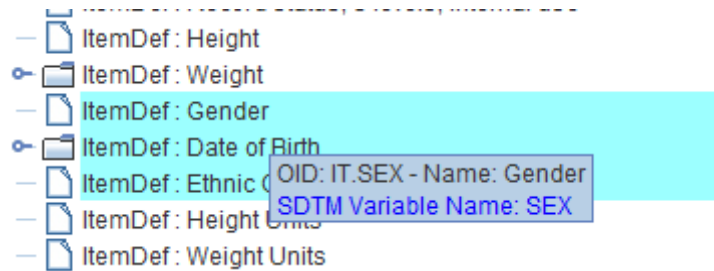 ItemDef : Height
ItemDef : Weight
ItemDef : Gender
ItemDef : Date of Birth
OID: IT.SEX - Name: Gender
ItemDef : Ethnic
SDTM Variable Name: SEX
ItemDef : Height Units
ItemDef : Weight Units